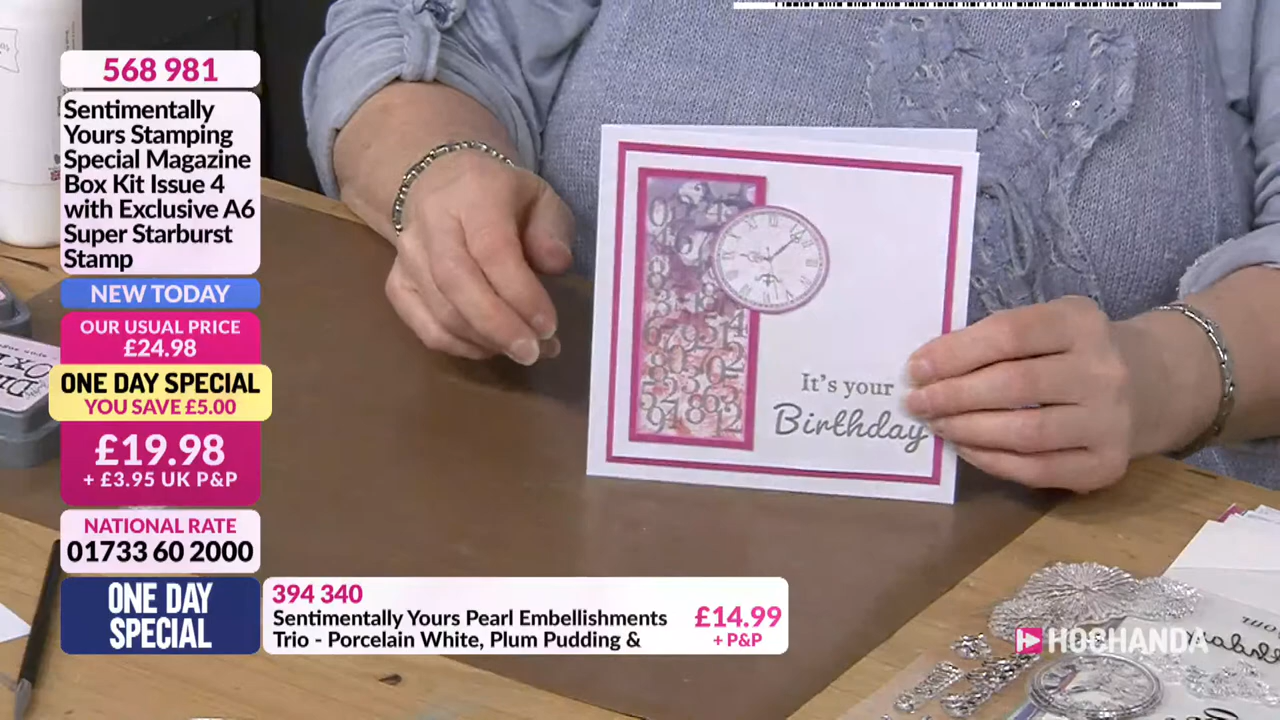 568 981
Sentimentally
Yours Stamping
Special Magazine
Box Kit Issue 4
with Exclusive A6
Super Starburst
Stamp
NEW TODAY
OUR USUAL PRICE
£24.98
ONE DAY SPECIAL
YOU SAVE £5.00
£19.98
+ £3.95 UK P&P
NATIONAL RATE
01733 60 2000
ONE DAY
SPECIAL
394 340
Sentimentally Yours Pearl Embellishments
Trio - Porcelain White, Plum Pudding &
£14.99
+ P&P
It's your
Birthday
HOCHANDA